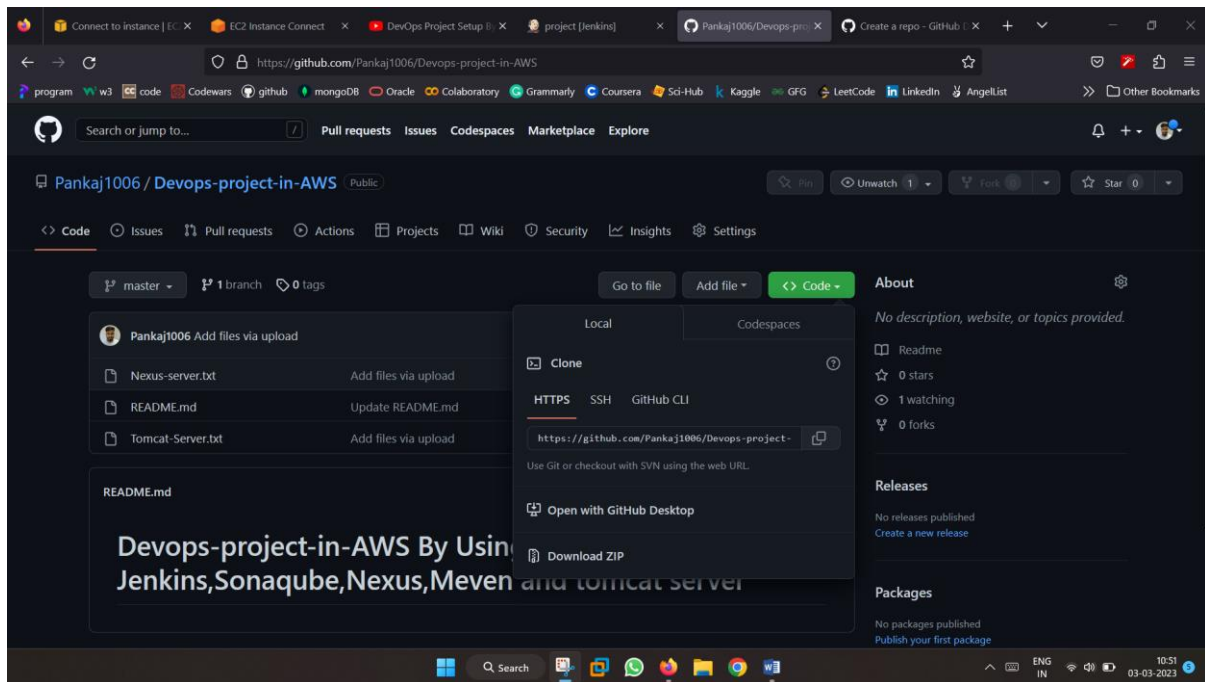 Connect to instance | EC
EC2 Instance Connect
DevOps Project Setup By
project [Jenkins]
Pankaj1006/Devops-proj
Create a repo - GitHub D
https://github.com/Pankaj1006/Devops-project-in-AWS
program w3 code Codewars github mongoDB Oracle Colaboratory Grammarly Coursera Sci-Hub Kaggle GFG LeetCode LinkedIn AngelList Other Bookmarks
Search or jump to... / Pull requests Issues Codespaces Marketplace Explore
Pankaj1006 / Devops-project-in-AWS Public Pin Unwatch 1 Fork 0 Star 0
<> Code Issues Pull requests Actions Projects Wiki Security Insights Settings
master 1 branch 0 tags Go to file Add file <> Code
Pankaj1006 Add files via upload
Nexus-server.txt Add files via upload
README.md Update README.md
Tomcat-Server.txt Add files via upload
Local Codespaces
Clone
HTTPS SSH GitHub CLI
https://github.com/Pankaj1006/Devops-project-
Use Git or checkout with SVN using the web URL.
Open with GitHub Desktop
Download ZIP
README.md
Devops-project-in-AWS By Usin
Jenkins,Sonaqube,Nexus,Meven and tomcat server
About
No description, website, or topics provided.
Readme
0 stars
1 watching
0 forks
Releases
No releases published
Create a new release
Packages
No packages published
Publish your first package
Search
ENG
IN
10:51
03-03-2023
5